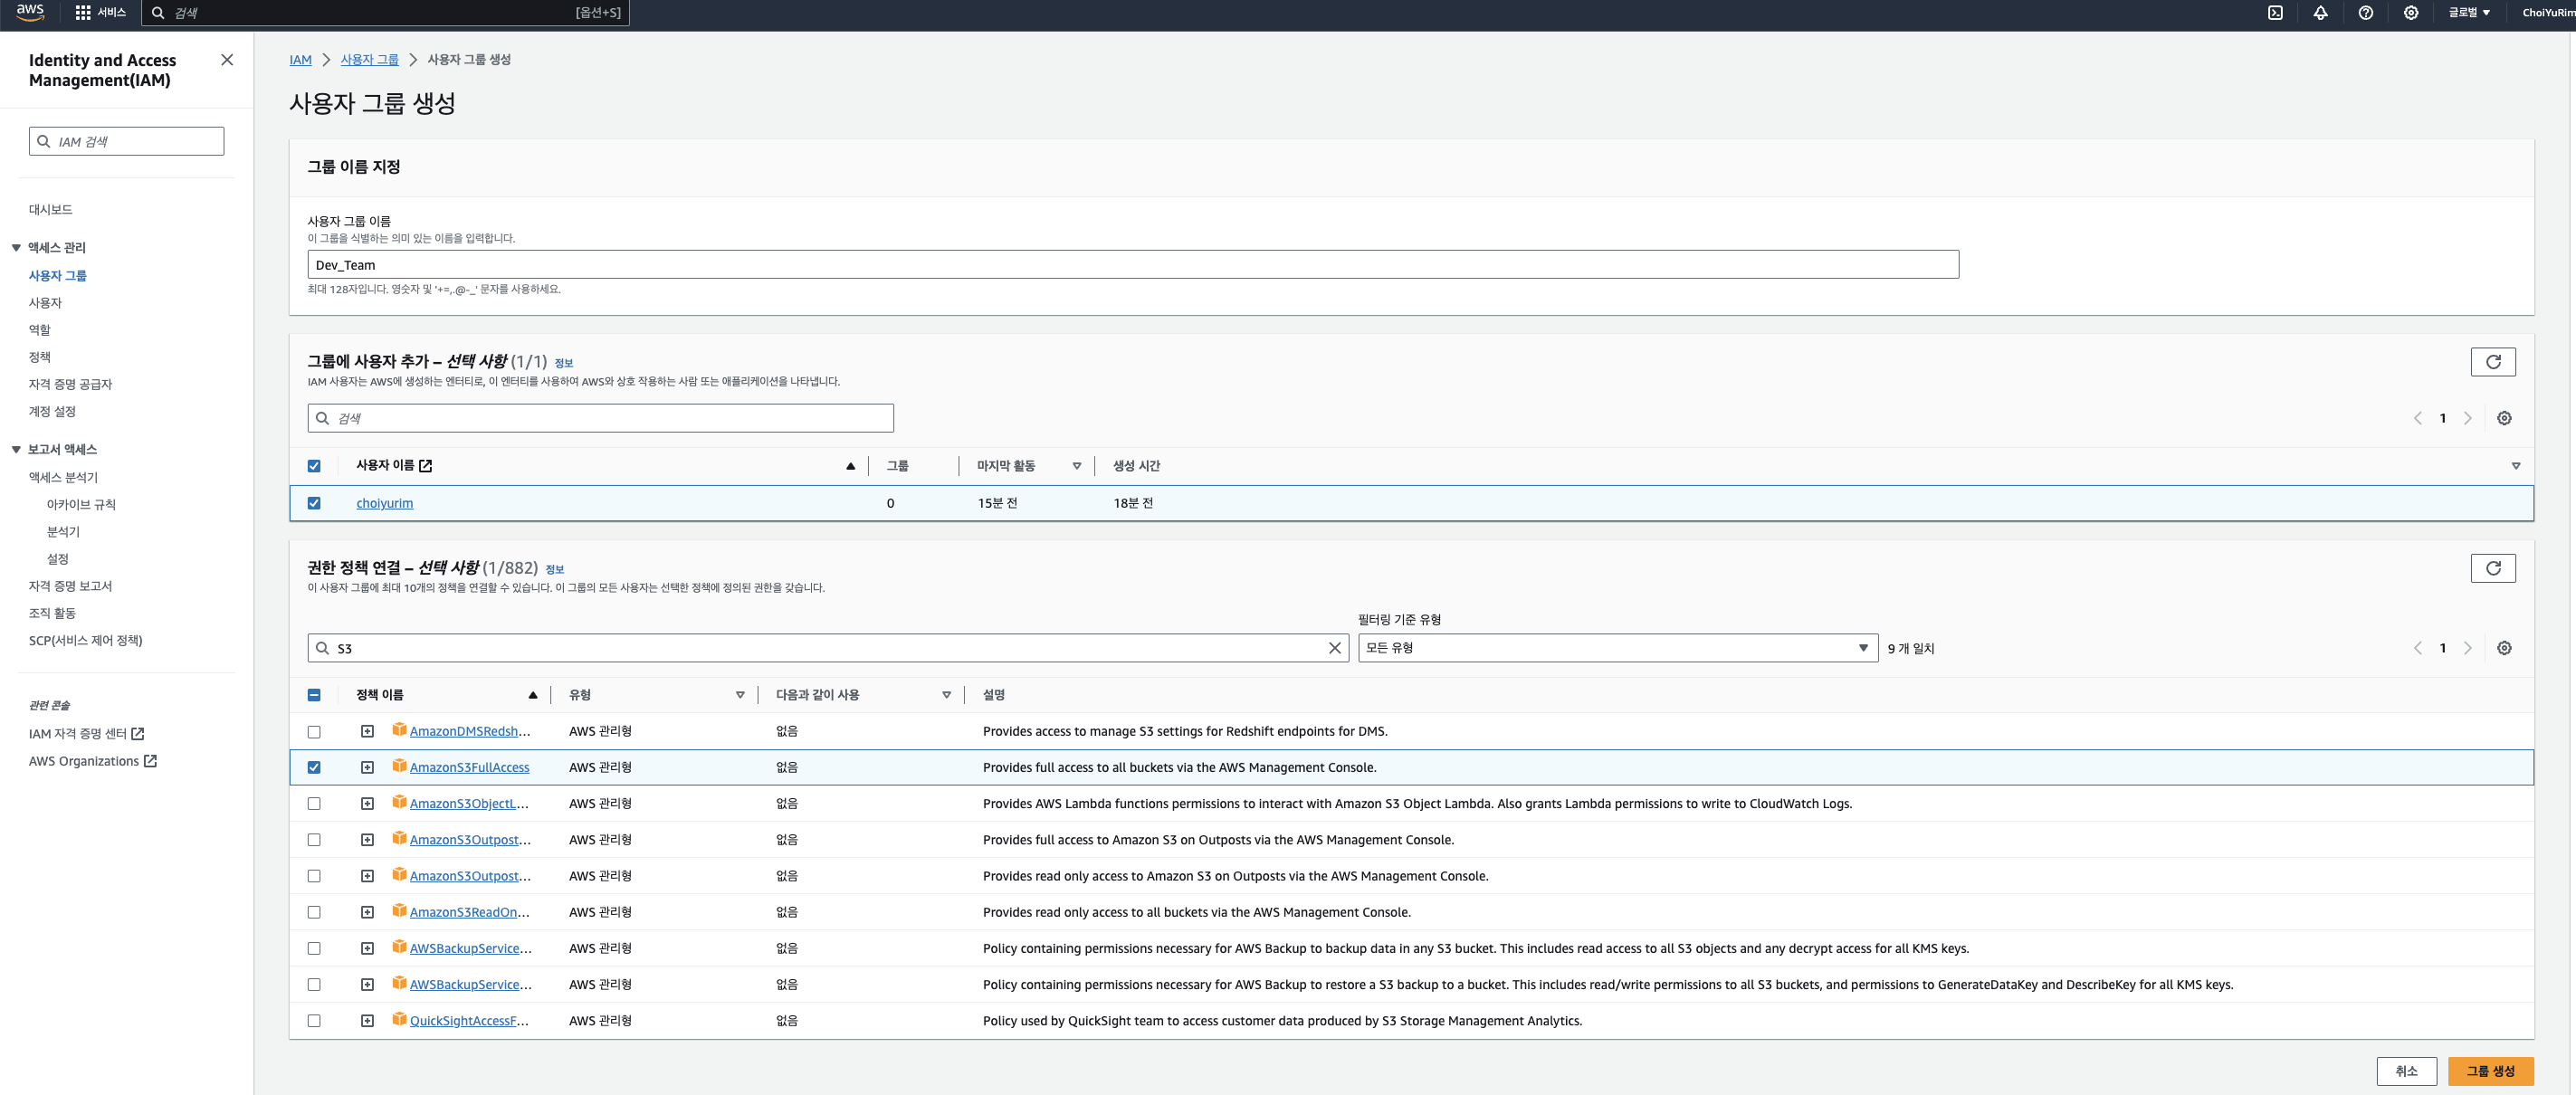 aws
서비스
검색
[옵션+S]
글로벌
ChoiYuRim
Identity and Access
Management(IAM)
IAM 검색
대시보드
액세스 관리
사용자 그룹
사용자
역할
정책
자격 증명 공급자
계정 설정
보고서 액세스
액세스 분석기
아카이브 규칙
분석기
설정
자격 증명 보고서
조직 활동
SCP(서비스 제어 정책)
관련 콘솔
IAM 자격 증명 센터
AWS Organizations
IAM
사용자 그룹
사용자 그룹 생성
사용자 그룹 생성
그룹 이름 지정
사용자 그룹 이름
이 그룹을 식별하는 의미 있는 이름을 입력합니다.
Dev_Team
최대 128자입니다. 영숫자 및 '+=,.@-_' 문자를 사용하세요.
그룹에 사용자 추가 – 선택 사항 (1/1) 정보
IAM 사용자는 AWS에 생성하는 엔터티로, 이 엔터티를 사용하여 AWS와 상호 작용하는 사람 또는 애플리케이션을 나타냅니다.
검색
1
사용자 이름 그룹 마지막 활동 생성 시간
choiyurim 0 15분 전 18분 전
권한 정책 연결 – 선택 사항 (1/882) 정보
이 사용자 그룹에 최대 10개의 정책을 연결할 수 있습니다. 이 그룹의 모든 사용자는 선택한 정책에 정의된 권한을 갖습니다.
필터링 기준 유형
S3 모든 유형 9 개 일치 1
정책 이름 유형 다음과 같이 사용 설명
AmazonDMSRedsh... AWS 관리형 없음 Provides access to manage S3 settings for Redshift endpoints for DMS.
AmazonS3FullAccess AWS 관리형 없음 Provides full access to all buckets via the AWS Management Console.
AmazonS3ObjectL... AWS 관리형 없음 Provides AWS Lambda functions permissions to interact with Amazon S3 Object Lambda. Also grants Lambda permissions to write to CloudWatch Logs.
AmazonS3Outpost... AWS 관리형 없음 Provides full access to Amazon S3 on Outposts via the AWS Management Console.
AmazonS3Outpost... AWS 관리형 없음 Provides read only access to Amazon S3 on Outposts via the AWS Management Console.
AmazonS3ReadOn... AWS 관리형 없음 Provides read only access to all buckets via the AWS Management Console.
AWSBackupService... AWS 관리형 없음 Policy containing permissions necessary for AWS Backup to backup data in any S3 bucket. This includes read access to all S3 objects and any decrypt access for all KMS keys.
AWSBackupService... AWS 관리형 없음 Policy containing permissions necessary for AWS Backup to restore a S3 backup to a bucket. This includes read/write permissions to all S3 buckets, and permissions to GenerateDataKey and DescribeKey for all KMS keys.
QuickSightAccessF... AWS 관리형 없음 Policy used by QuickSight team to access customer data produced by S3 Storage Management Analytics.
취소
그룹 생성